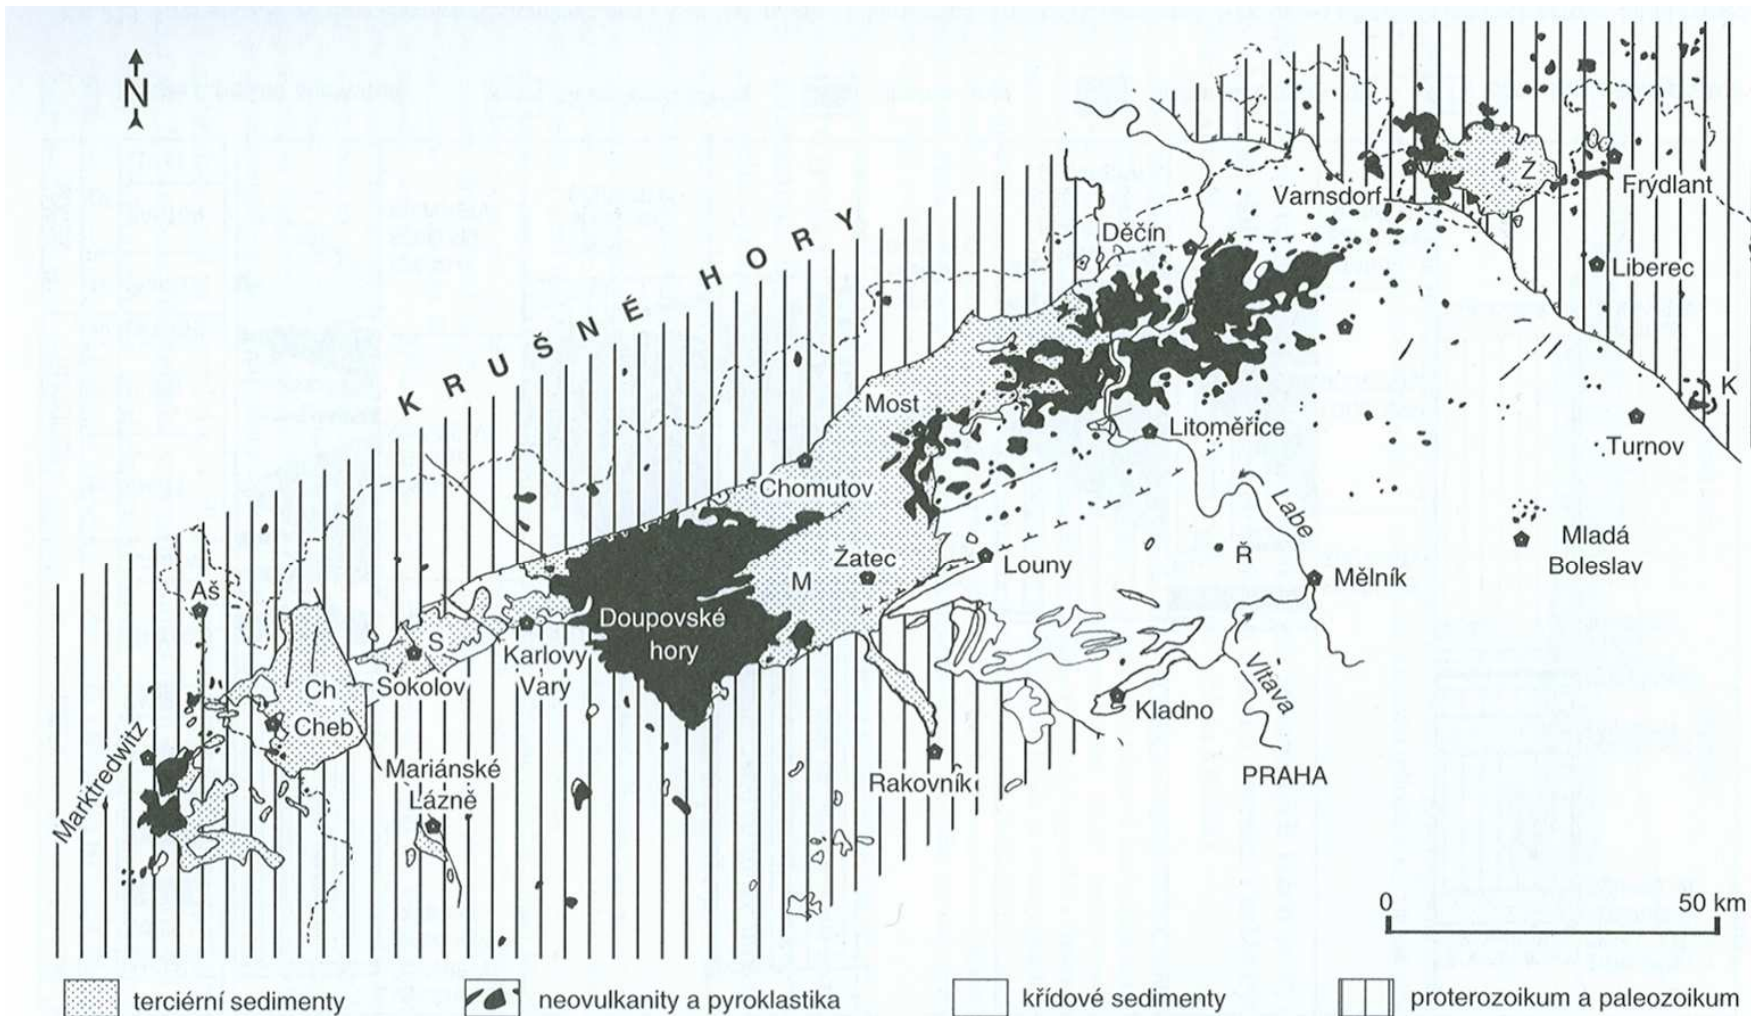 N
KRUŠNÉ HORY
Varnsdorf
Ž
Frýdlant
Děčín
Liberec
K
Most
Litoměřice
Turnov
Chomutov
Labe
Žatec
Louny
Ř
Mladá
Boleslav
Mělník
M
Aš
Doupovské
hory
S
Karlovy
Vary
Sokolov
Ch
Cheb
Vltava
Kladno
Marktredwitz
Mariánské
Lázně
Rakovník
PRAHA
0 50 km
terciérní sedimenty
neovulkanity a pyroklastika
křídové sedimenty
proterozoikum a paleozoikum